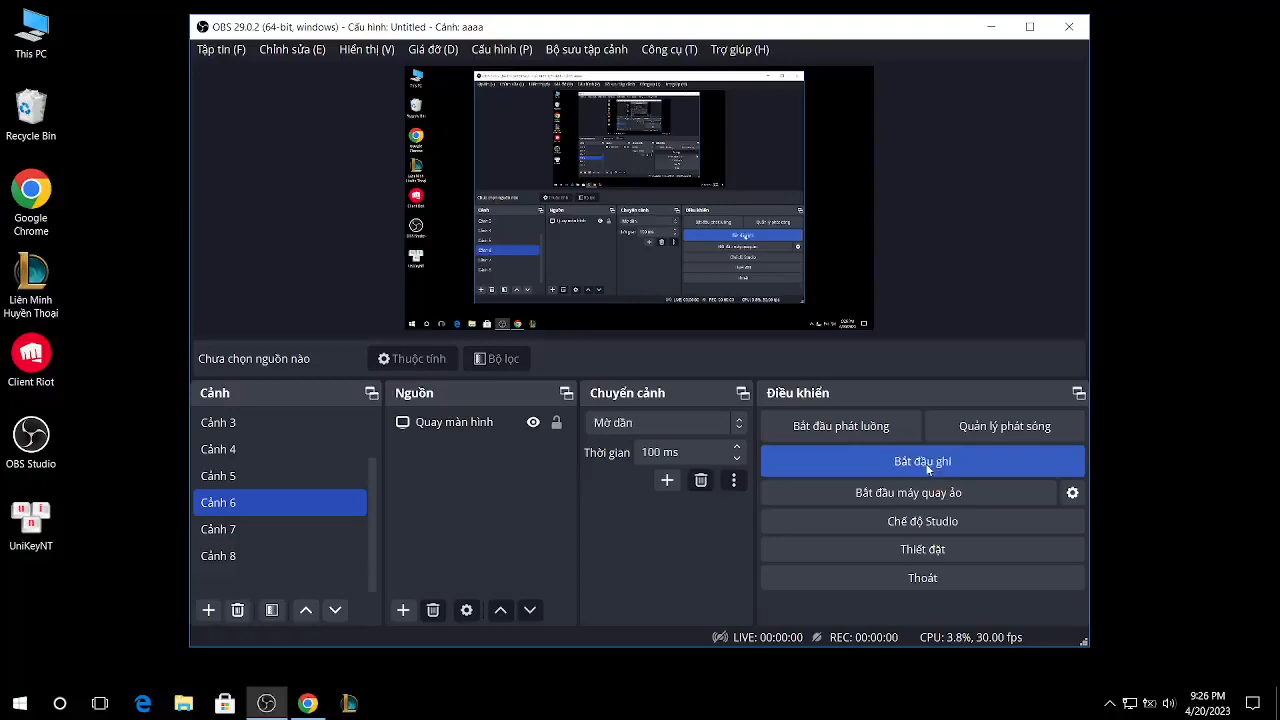 This PC
Recycle Bin
Google
Chrome
Liên Minh
Huyền Thoại
Client Riot
OBS Studio
UniKeyNT
OBS 29.0.2 (64-bit, windows) - Cấu hình: Untitled - Cảnh: aaaa
Tập tin (F) Chỉnh sửa (E) Hiển thị (V) Giá đỡ (D) Cấu hình (P) Bộ sưu tập cảnh Công cụ (T) Trợ giúp (H)
Chưa chọn nguồn nào Thuộc tính Bộ lọc
Cảnh
Cảnh 3
Cảnh 4
Cảnh 5
Cảnh 6
Cảnh 7
Cảnh 8
Nguồn
Quay màn hình
Chuyển cảnh
Mờ dần
Thời gian 100 ms
Điều khiển
Bắt đầu phát luồng Quản lý phát sóng
Bắt đầu ghi
Bắt đầu máy quay ảo
Chế độ Studio
Thiết đặt
Thoát
LIVE: 00:00:00 REC: 00:00:00 CPU: 3.8%, 30.00 fps
9:26 PM
4/20/2023